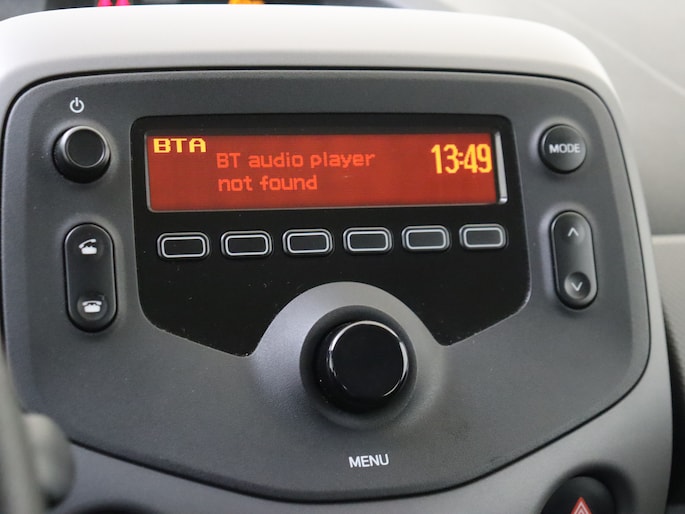 BTA
BT audio player
not found
13:49
MODE
MENU